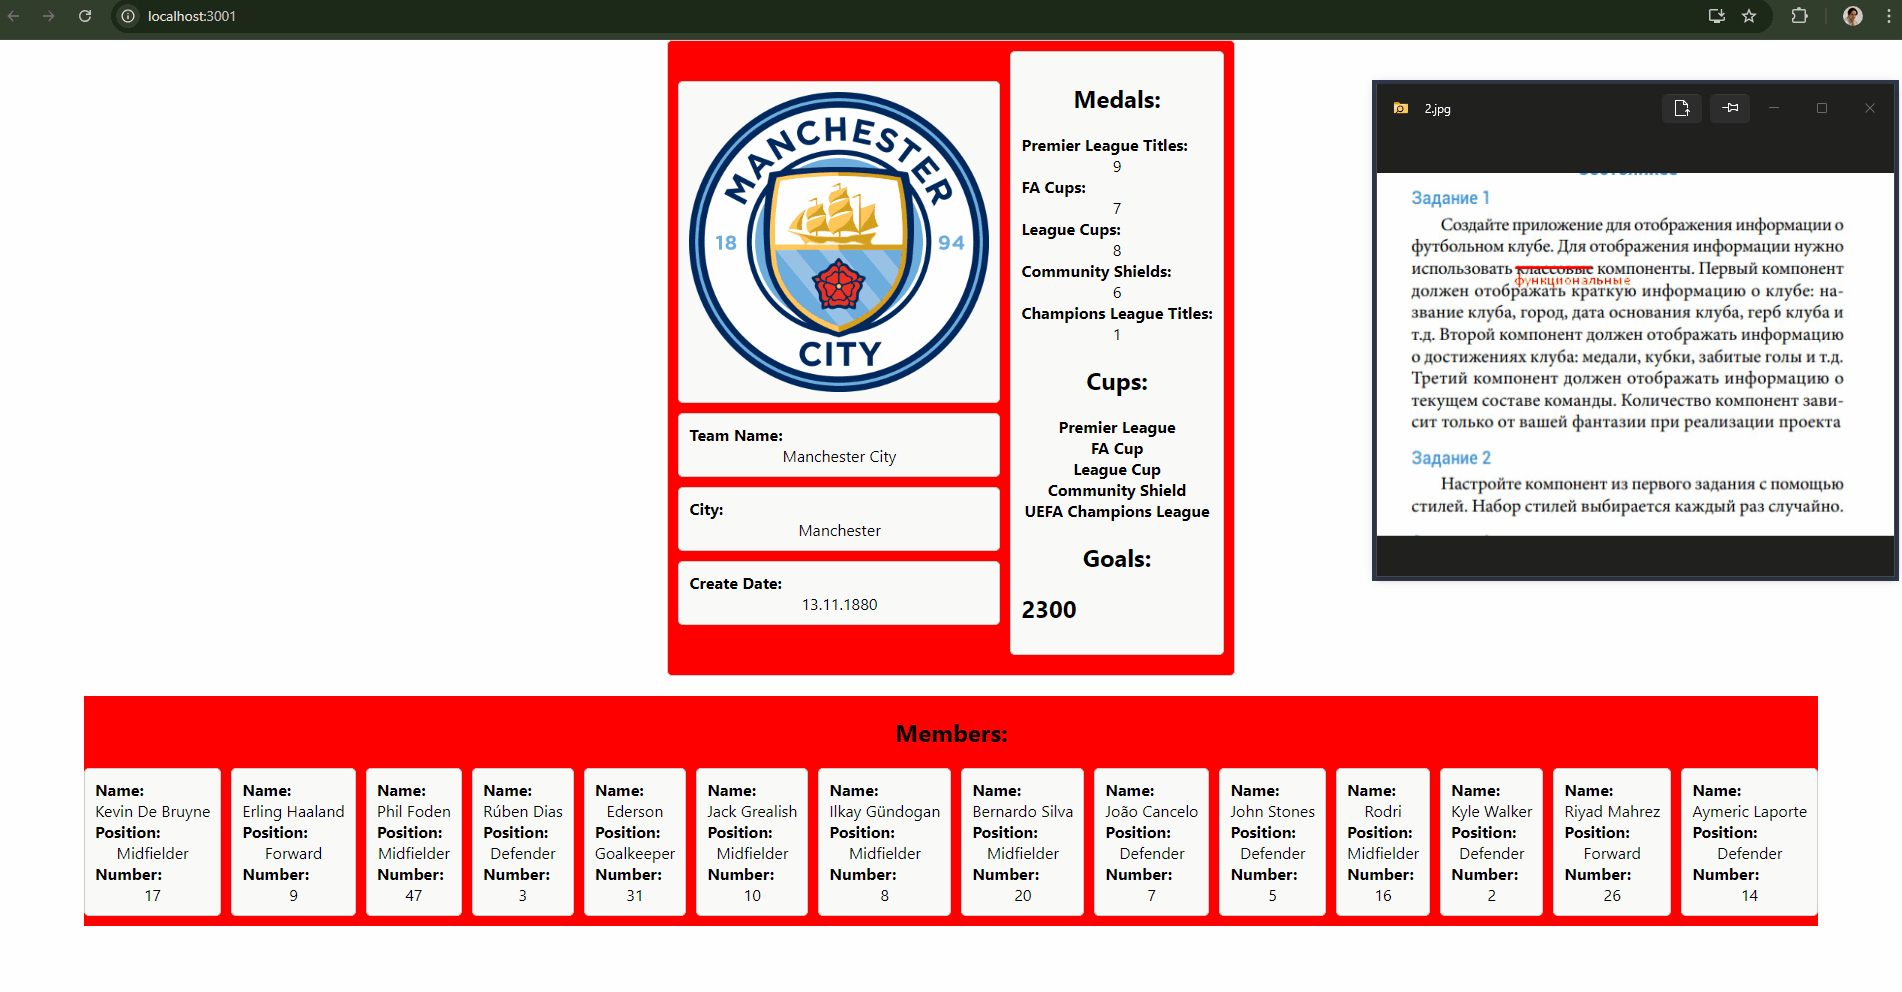 localhost:3001
MANCHESTER
18 94
CITY
Team Name:
Manchester City
City:
Manchester
Create Date:
13.11.1880
Medals:
Premier League Titles:
9
FA Cups:
7
League Cups:
8
Community Shields:
6
Champions League Titles:
1
Cups:
Premier League
FA Cup
League Cup
Community Shield
UEFA Champions League
Goals:
2300
2.jpg
Задание 1
Создайте приложение для отображения информации о
футбольном клубе. Для отображения информации нужно
использовать классовые компоненты. Первый компонент
функциональные
должен отображать краткую информацию о клубе: на-
звание клуба, город, дата основания клуба, герб клуба и
т.д. Второй компонент должен отображать информацию
о достижениях клуба: медали, кубки, забитые голы и т.д.
Третий компонент должен отображать информацию о
текущем составе команды. Количество компонент зави-
сит только от вашей фантазии при реализации проекта
Задание 2
Настройте компонент из первого задания с помощью
стилей. Набор стилей выбирается каждый раз случайно.
Members:
Name:
Kevin De Bruyne
Position:
Midfielder
Number:
17
Name:
Erling Haaland
Position:
Forward
Number:
9
Name:
Phil Foden
Position:
Midfielder
Number:
47
Name:
Rúben Dias
Position:
Defender
Number:
3
Name:
Ederson
Position:
Goalkeeper
Number:
31
Name:
Jack Grealish
Position:
Midfielder
Number:
10
Name:
Ilkay Gündogan
Position:
Midfielder
Number:
8
Name:
Bernardo Silva
Position:
Midfielder
Number:
20
Name:
João Cancelo
Position:
Defender
Number:
7
Name:
John Stones
Position:
Defender
Number:
5
Name:
Rodri
Position:
Midfielder
Number:
16
Name:
Kyle Walker
Position:
Defender
Number:
2
Name:
Riyad Mahrez
Position:
Forward
Number:
26
Name:
Aymeric Laporte
Position:
Defender
Number:
14